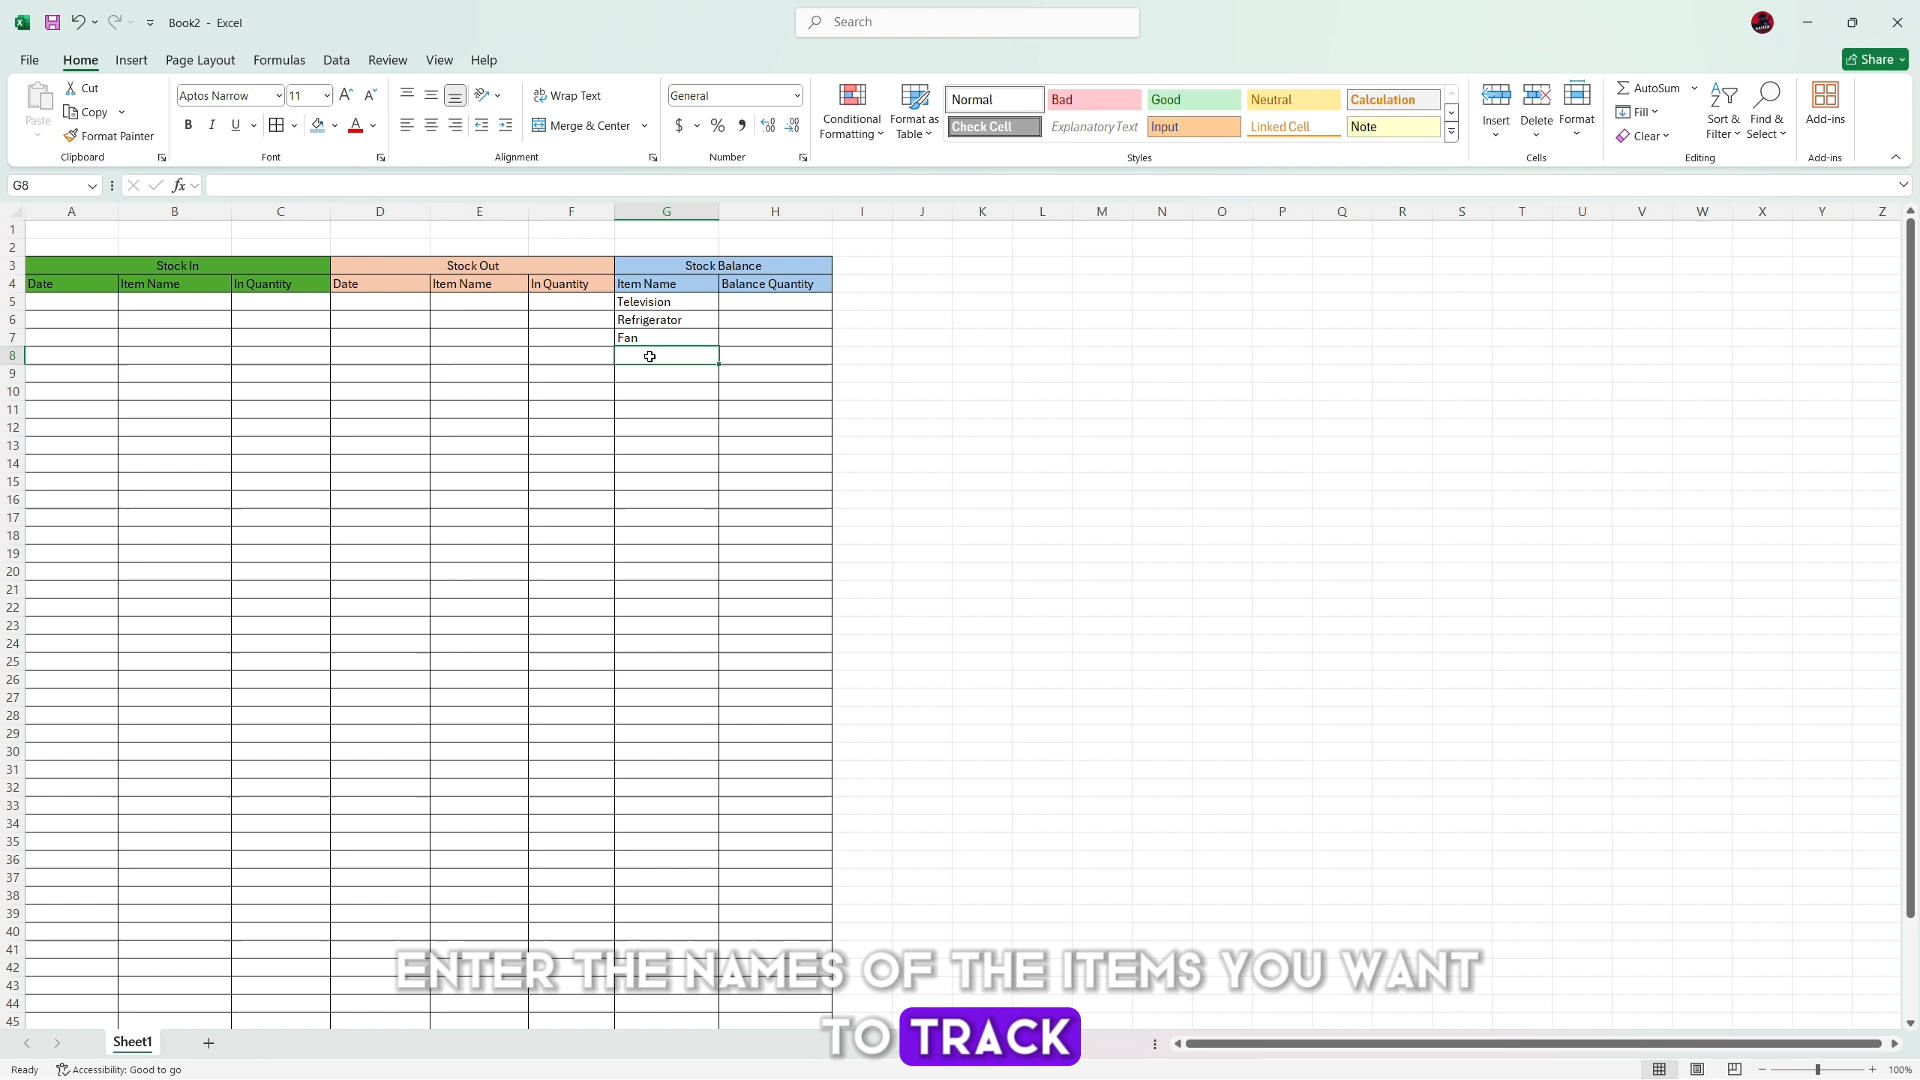 Book2 - Excel
Search
File Home Insert Page Layout Formulas Data Review View Help
Share
Paste
Cut
Copy
Format Painter
Clipboard
Aptos Narrow 11
B I U
Font
Wrap Text
Merge & Center
Alignment
General
$ % ,
Number
Conditional Formatting
Format as Table
Normal Bad Good Neutral Calculation
Check Cell Explanatory Text Input Linked Cell Note
Styles
Insert Delete Format
Cells
AutoSum
Fill
Clear
Sort & Filter
Find & Select
Editing
Add-ins
Add-ins
G8 fx
A B C D E F G H I J K L M N O P Q R S T U V W X Y Z
1
2
3 Stock In Stock Out Stock Balance
4 Date Item Name In Quantity Date Item Name In Quantity Item Name Balance Quantity
5 Television
6 Refrigerator
7 Fan
8
9
10
11
12
13
14
15
16
17
18
19
20
21
22
23
24
25
26
27
28
29
30
31
32
33
34
35
36
37
38
39
40
41
42
43
44
45
ENTER THE NAMES OF THE ITEMS YOU WANT
TO TRACK
Sheet1
Ready Accessibility: Good to go 100%